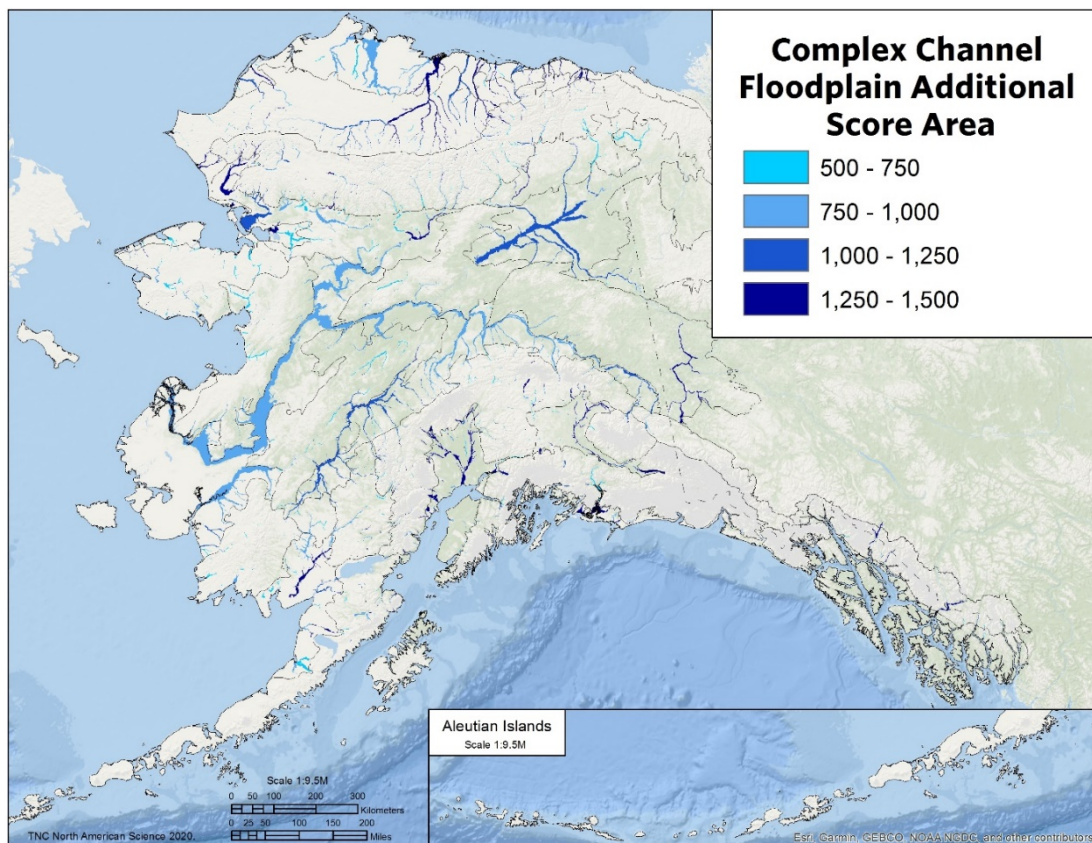 Complex Channel
Floodplain Additional
Score Area
500 - 750
750 - 1,000
1,000 - 1,250
1,250 - 1,500
Aleutian Islands
Scale 1:9.5M
Scale 1:9.5M
0 50 100 200 300
Kilometers
0 25 50 100 150 200
Miles
TNC North American Science 2020.
Esri, Garmin, GEBCO, NOAA NGDC, and other contributors